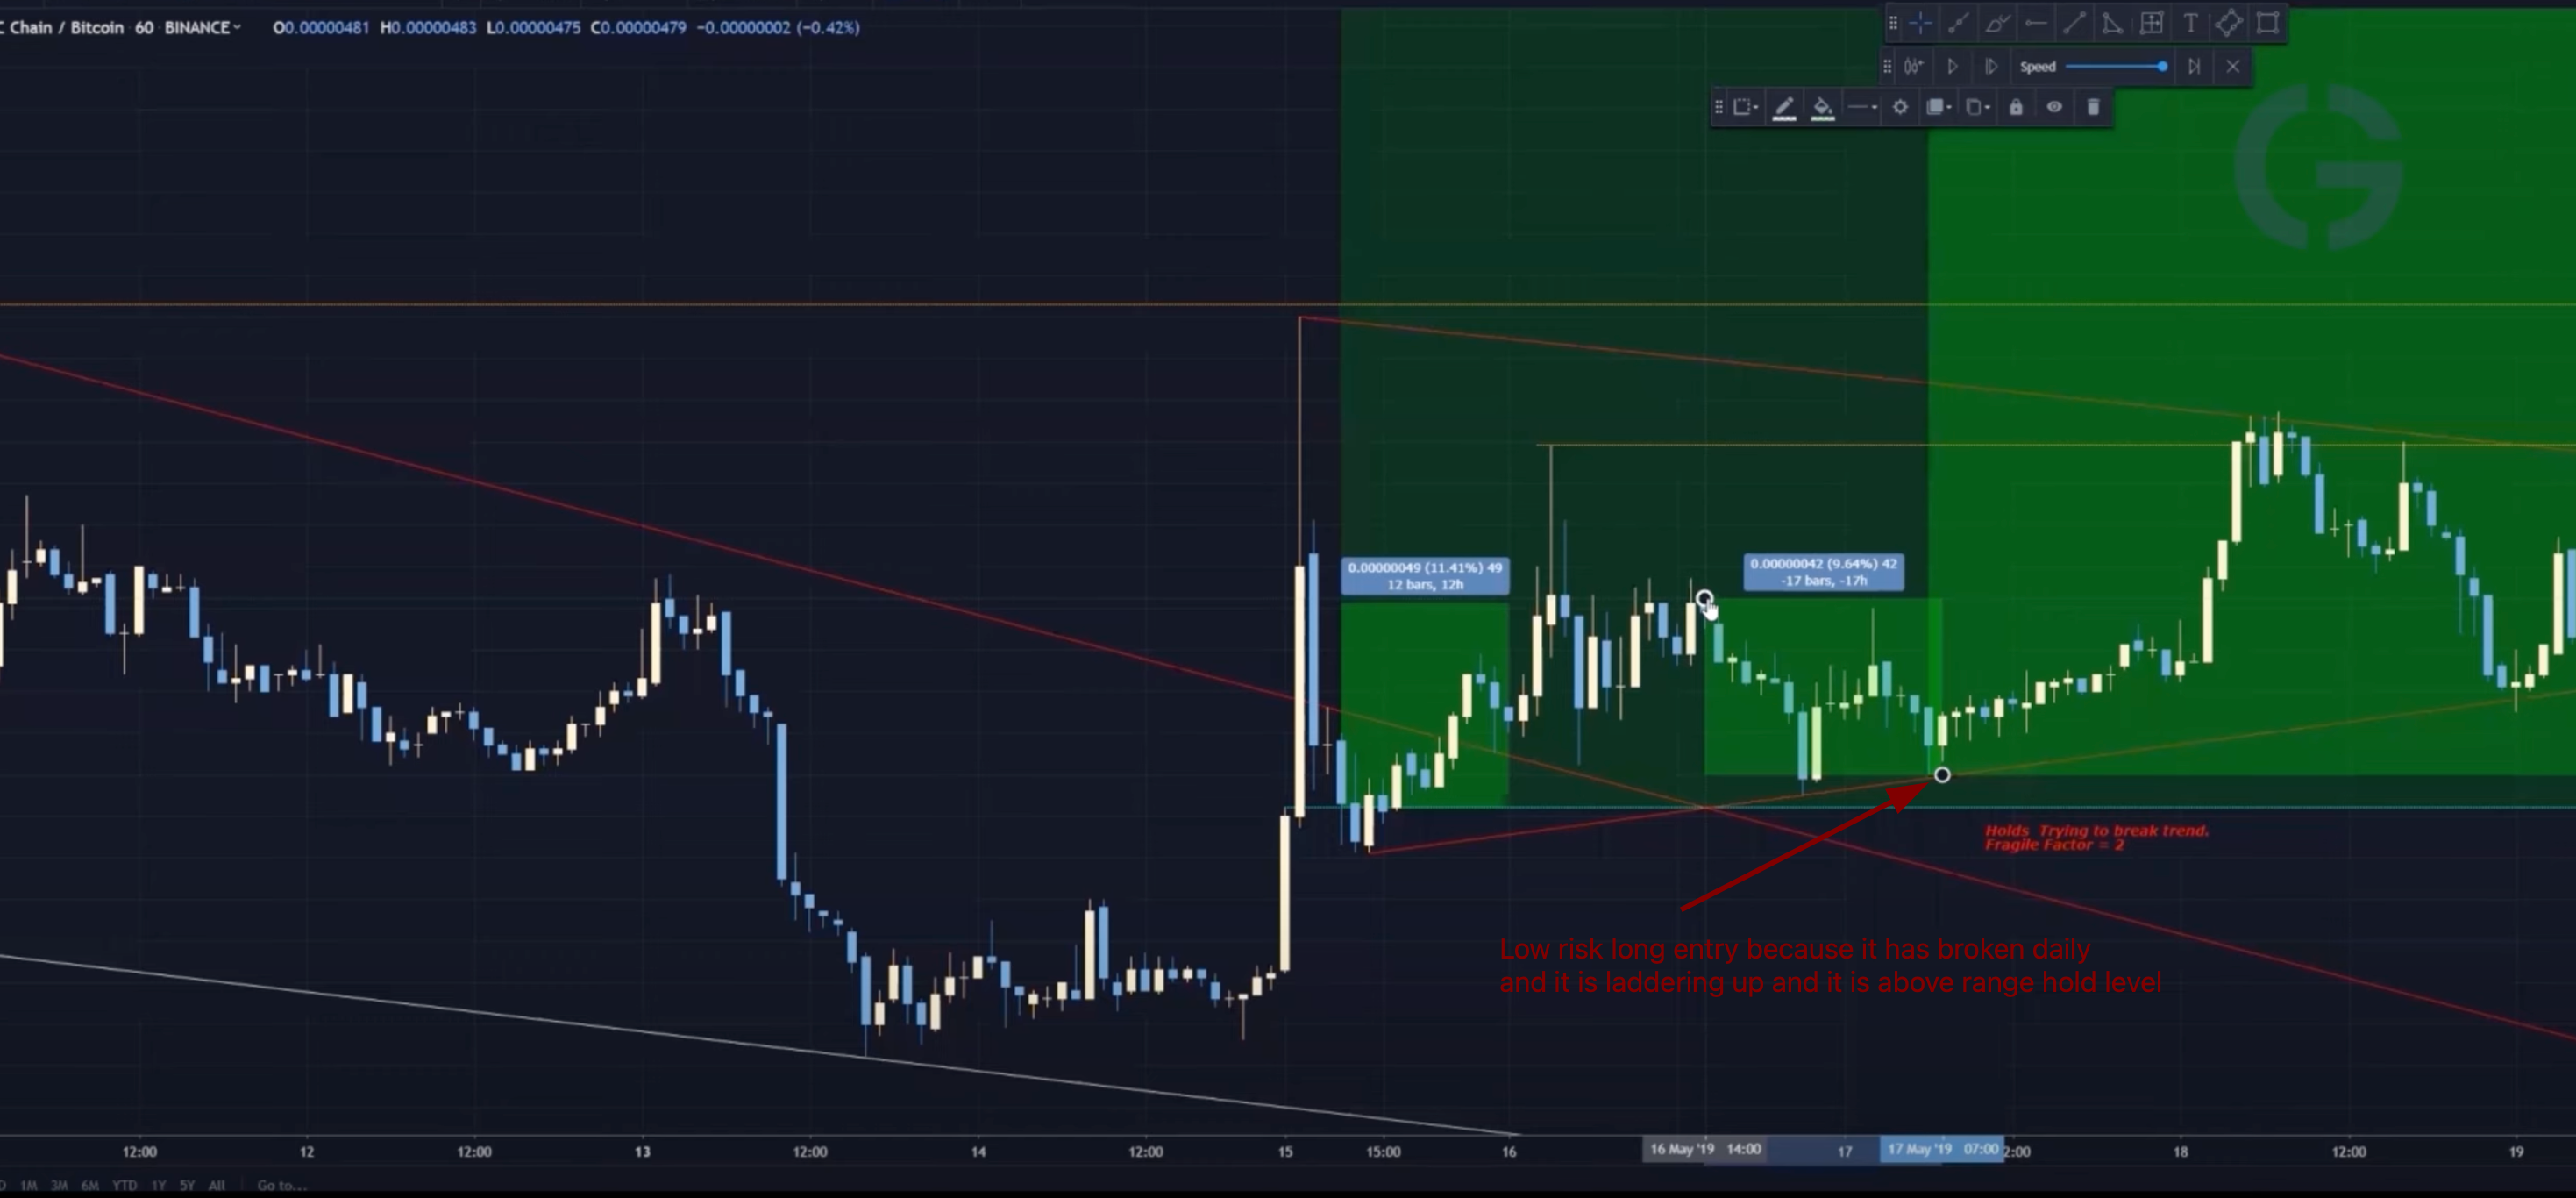 C Chain / Bitcoin 60 BINANCE O0.00000481 H0.00000483 L0.00000475 C0.00000479 −0.00000002 (−0.42%)
Speed
0.00000049 (11.41%) 49
12 bars, 12h
0.00000042 (9.64%) 42
-17 bars, -17h
Holds Trying to break trend.
Fragile Factor = 2
Low risk long entry because it has broken daily
and it is laddering up and it is above range hold level
12:00 12 12:00 13 12:00 14 12:00 15 15:00 16 16 May '19 14:00 17 17 May '19 07:00 2:00 18 12:00 19
D 1M 3M 6M YTD 1Y 5Y All Go to...